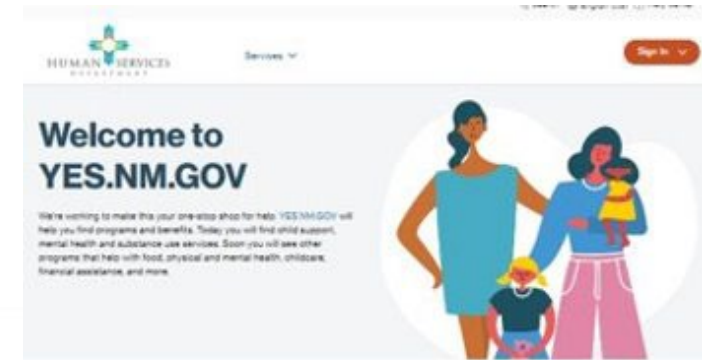 HUMAN SERVICES
DEPARTMENT
Services
Sign In
Welcome to
YES.NM.GOV
We're working to make this your one-stop shop for help. YES.NM.GOV will
help you find programs and benefits. Today you will find child support,
mental health and substance use services. Soon you will see other
programs that help with food, physical and mental health, childcare,
financial assistance, and more.